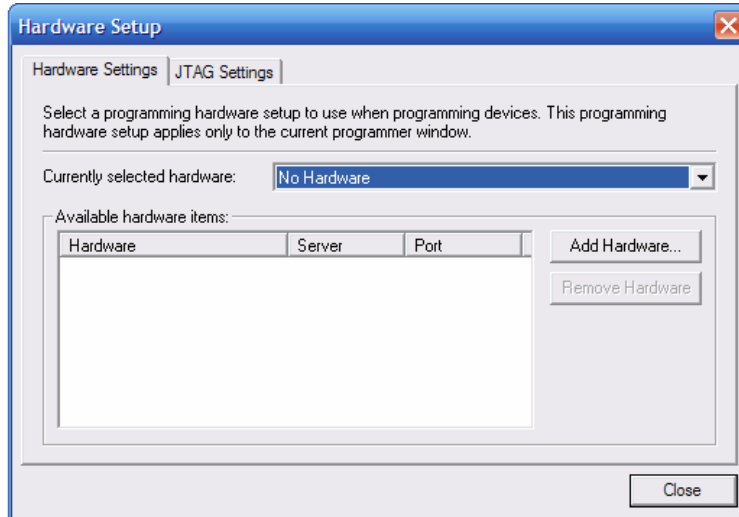 Hardware Setup
Hardware Settings
JTAG Settings
Select a programming hardware setup to use when programming devices. This programming
hardware setup applies only to the current programmer window.
Currently selected hardware:
No Hardware
Available hardware items:
Hardware
Server
Port
Add Hardware...
Remove Hardware
Close